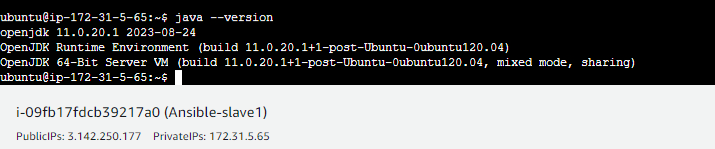 ubuntu@ip-172-31-5-65:~$ java --version
openjdk 11.0.20.1 2023-08-24
OpenJDK Runtime Environment (build 11.0.20.1+1-post-Ubuntu-0ubuntu120.04)
OpenJDK 64-Bit Server VM (build 11.0.20.1+1-post-Ubuntu-0ubuntu120.04, mixed mode, sharing)
ubuntu@ip-172-31-5-65:~$
i-09fb17fdcb39217a0 (Ansible-slave1)
PublicIPs: 3.142.250.177 PrivateIPs: 172.31.5.65